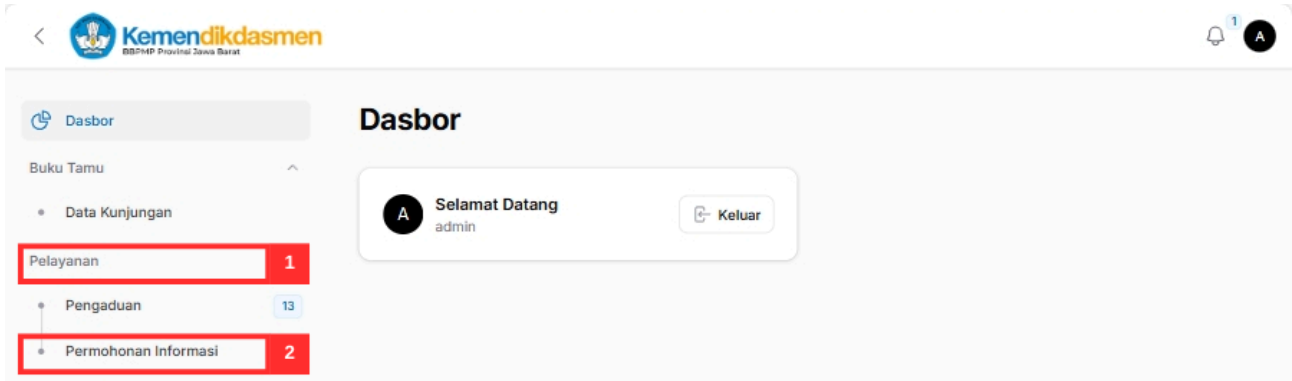 Kemendikdasmen
BBPMP Provinsi Jawa Barat
1
A
Dasbor
Buku Tamu
Data Kunjungan
Pelayanan 1
Pengaduan 13
Permohonan Informasi 2
Dasbor
A
Selamat Datang
admin
Keluar